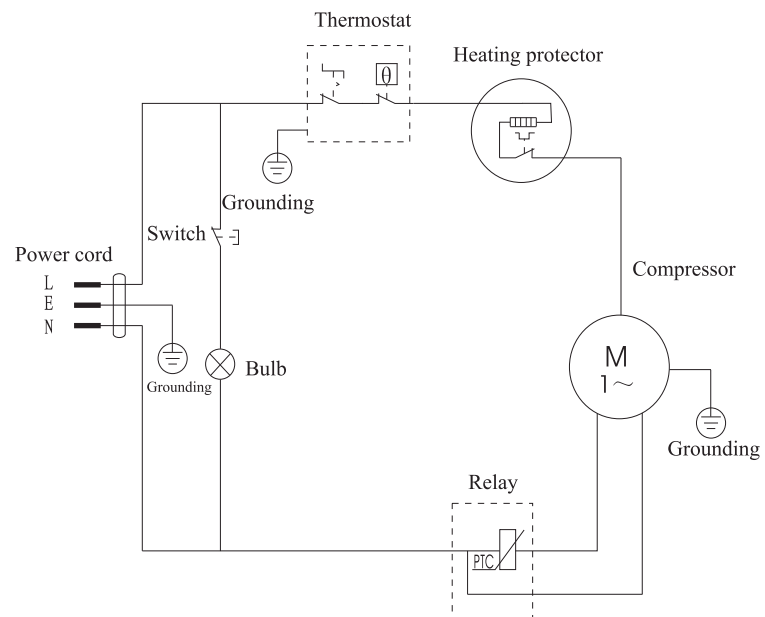 Thermostat
Heating protector
θ
Grounding
Switch
Power cord
L
E
N
Compressor
M
1~
Grounding
Bulb
Grounding
Relay
PTC